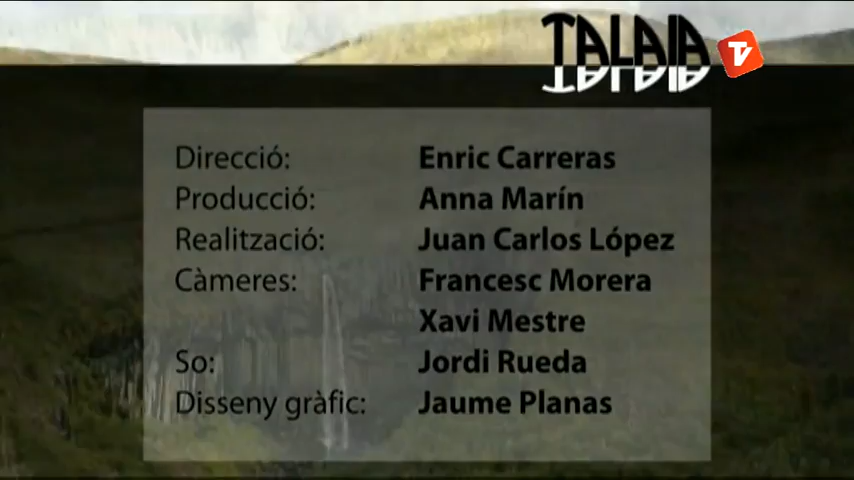 TALAIA
TV
Direcció: Enric Carreras
Producció: Anna Marín
Realització: Juan Carlos López
Càmeres: Francesc Morera
Xavi Mestre
So: Jordi Rueda
Disseny gràfic: Jaume Planas